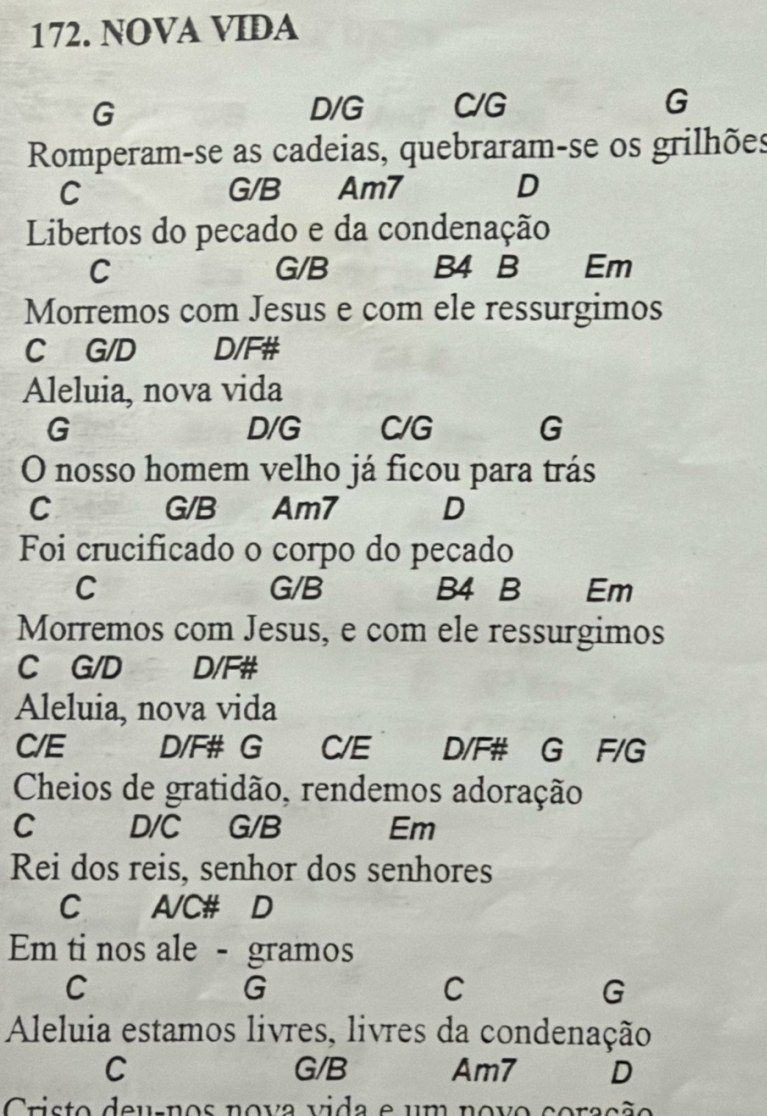 172. NOVA VIDA
G D/G C/G G
Romperam-se as cadeias, quebraram-se os grilhões
C G/B Am7 D
Libertos do pecado e da condenação
C G/B B4 B Em
Morremos com Jesus e com ele ressurgimos
C G/D D/F#
Aleluia, nova vida
G D/G C/G G
O nosso homem velho já ficou para trás
C G/B Am7 D
Foi crucificado o corpo do pecado
C G/B B4 B Em
Morremos com Jesus, e com ele ressurgimos
C G/D D/F#
Aleluia, nova vida
C/E D/F# G C/E D/F# G F/G
Cheios de gratidão, rendemos adoração
C D/C G/B Em
Rei dos reis, senhor dos senhores
C A/C# D
Em ti nos ale - gramos
C G C G
Aleluia estamos livres, livres da condenação
C G/B Am7 D
Cristo deu-nos nova vida e um novo coração